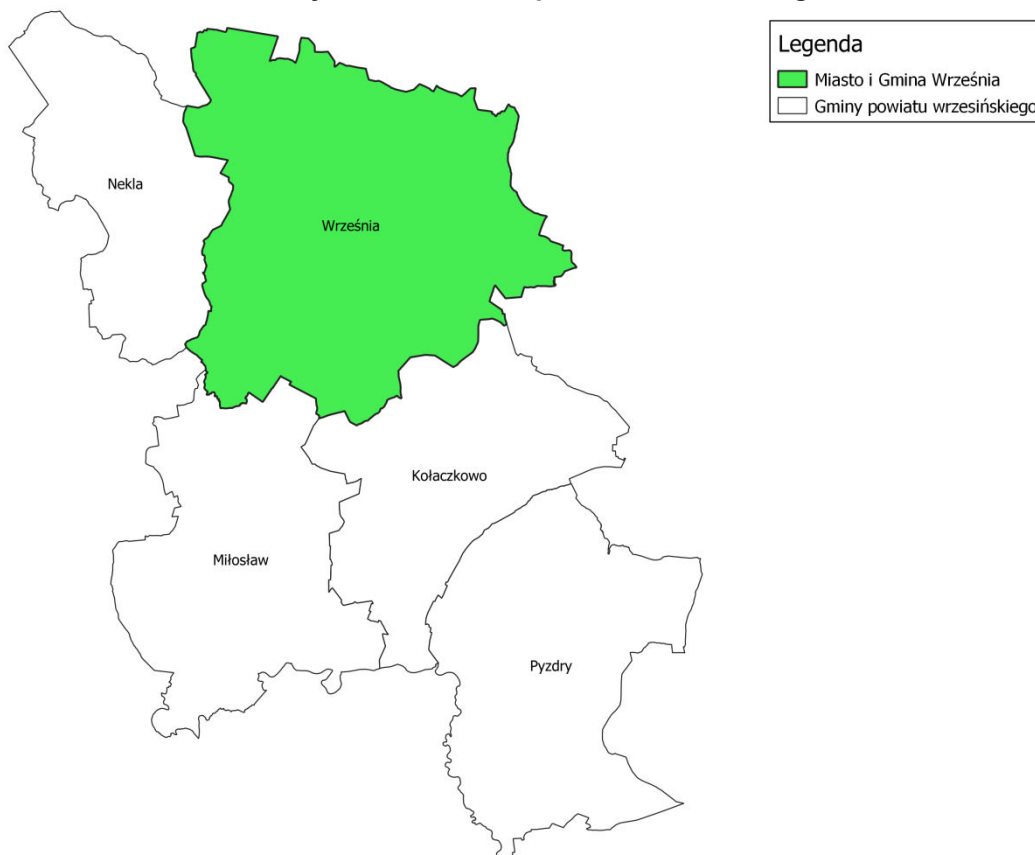 Legenda
Miasto i Gmina Września
Gminy powiatu wrzesińskiego
Nekla
Września
Kołaczkowo
Miłosław
Pyzdry